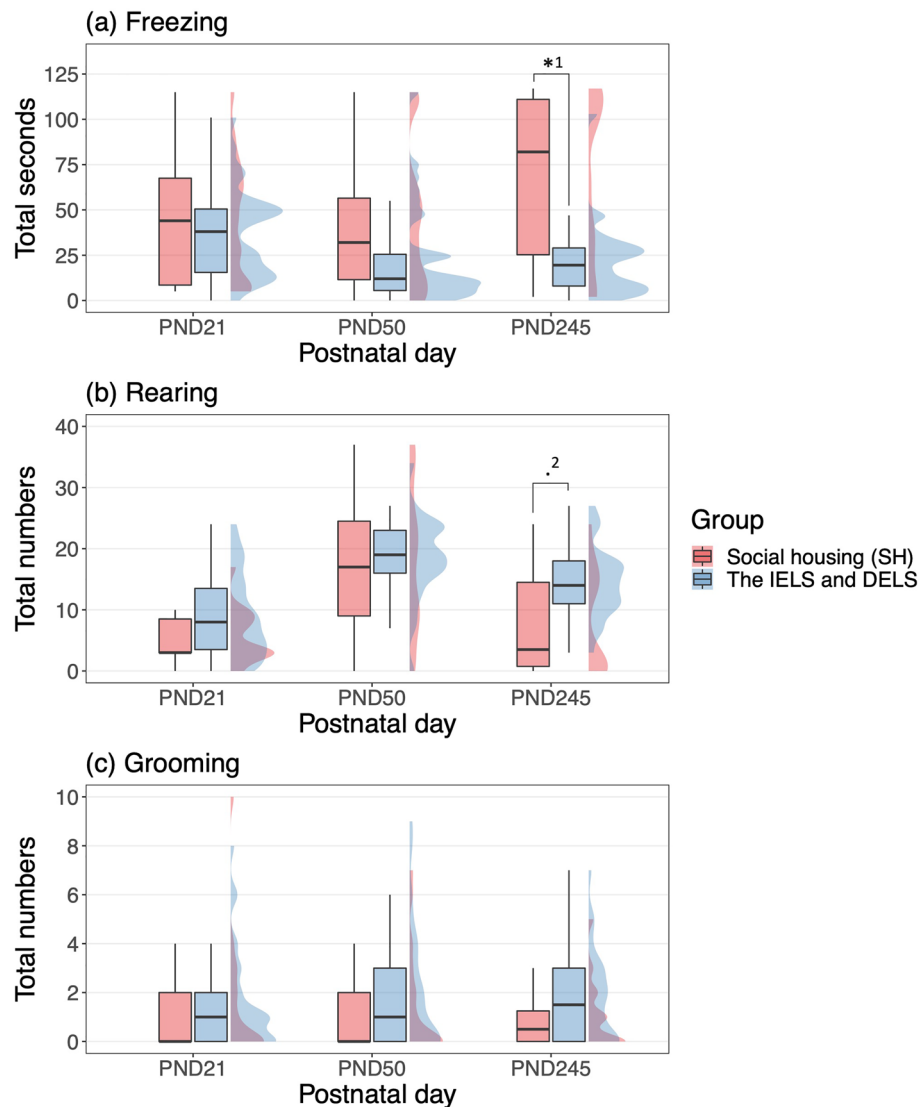 (a) Freezing
Total seconds
125
100
75
50
25
0
*1
PND21 PND50 PND245
Postnatal day
(b) Rearing
Total numbers
40
30
20
10
0
.2
PND21 PND50 PND245
Postnatal day
Group
Social housing (SH)
The IELS and DELS
(c) Grooming
Total numbers
10
8
6
4
2
0
PND21 PND50 PND245
Postnatal day